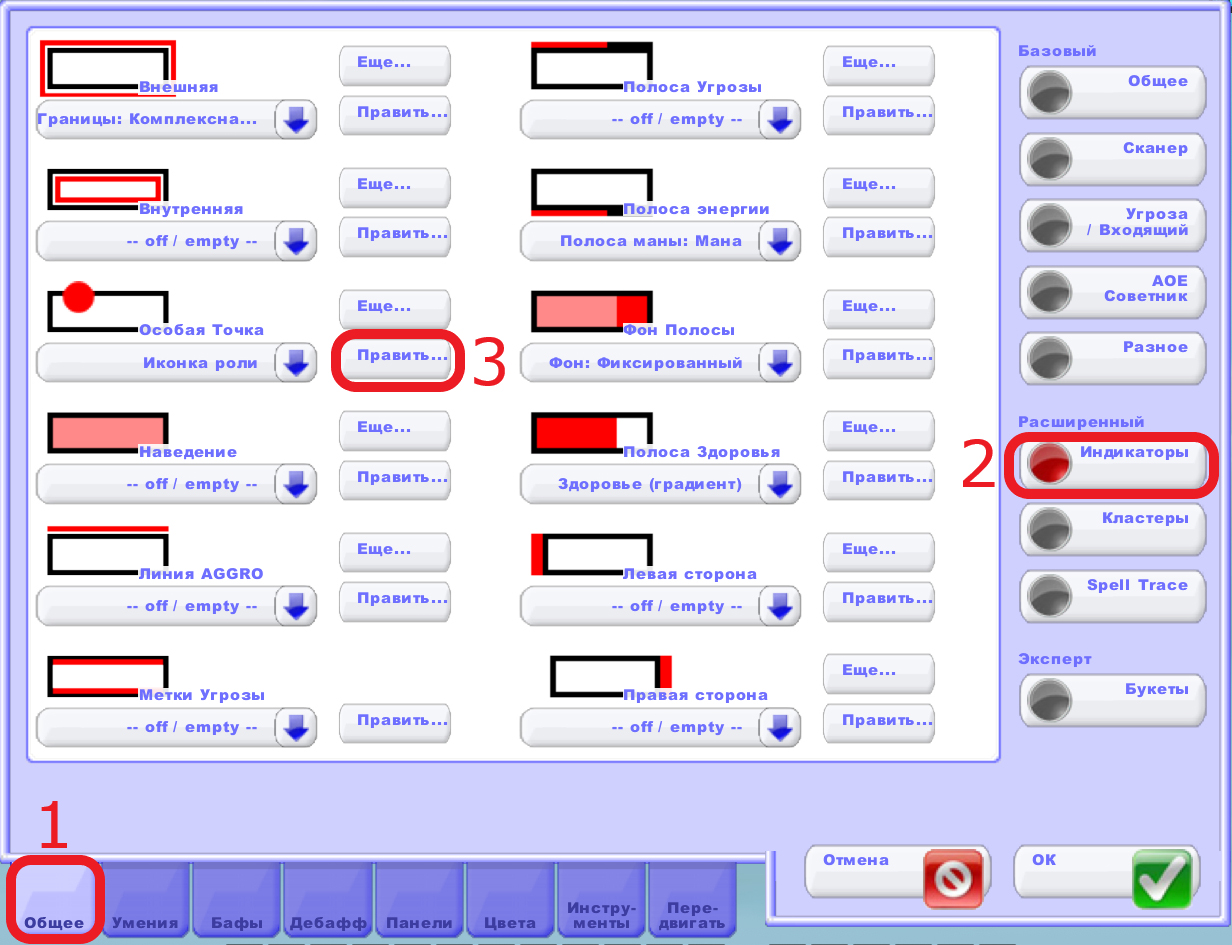 Внешняя
Еще...
Границы: Комплексна...
Править...
Полоса Угрозы
Еще...
-- off / empty --
Править...
Внутренняя
Еще...
-- off / empty --
Править...
Полоса энергии
Еще...
Полоса маны: Мана
Править...
Особая Точка
Еще...
Иконка роли
Править...
3
Фон Полосы
Еще...
Фон: Фиксированный
Править...
Наведение
Еще...
-- off / empty --
Править...
Полоса Здоровья
Еще...
Здоровье (градиент)
Править...
Линия AGGRO
Еще...
-- off / empty --
Править...
Левая сторона
Еще...
-- off / empty --
Править...
Метки Угрозы
-- off / empty --
Править...
Правая сторона
Еще...
-- off / empty --
Править...
Базовый
Общее
Сканер
Угроза
/ Входящий
АОЕ
Советник
Разное
Расширенный
2
Индикаторы
Кластеры
Spell Trace
Эксперт
Букеты
Отмена
ОК
1
Общее
Умения
Бафы
Дебафф
Панели
Цвета
Инстру-
менты
Пере-
двигать